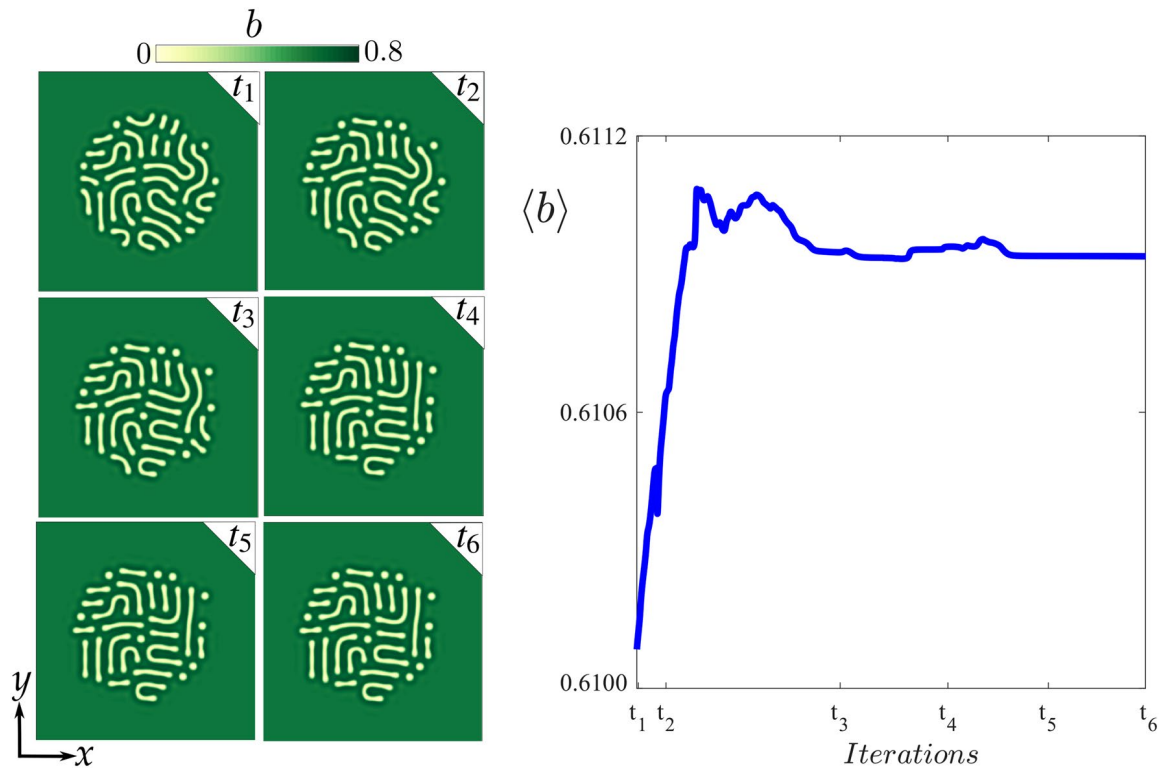 b
0 0.8
t1 t2
t3 t4
t5 t6
y
x
0.6112
⟨b⟩
0.6106
0.6100
t1 t2 t3 t4 t5 t6
Iterations